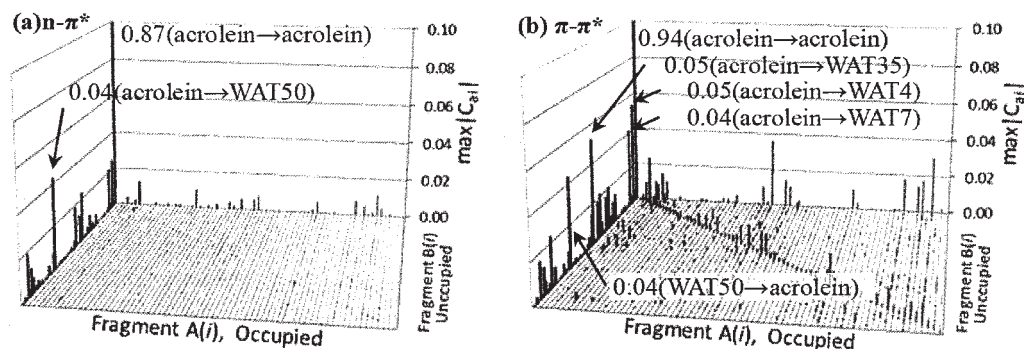 (a)n-π*
0.87(acrolein→acrolein)
0.04(acrolein→WAT50)
0.10
0.08
0.06
0.04
0.02
0.00
max|Cai|
Fragment B(i)
Unccupied
Fragment A(i), Occupied
(b) π-π*
0.94(acrolein→acrolein)
0.05(acrolein→WAT35)
0.05(acrolein→WAT4)
0.04(acrolein→WAT7)
0.04(WAT50→acrolein)
0.10
0.08
0.06
0.04
0.02
0.00
max|Cai|
Fragment B(i)
Unccupied
Fragment A(i), Occupied